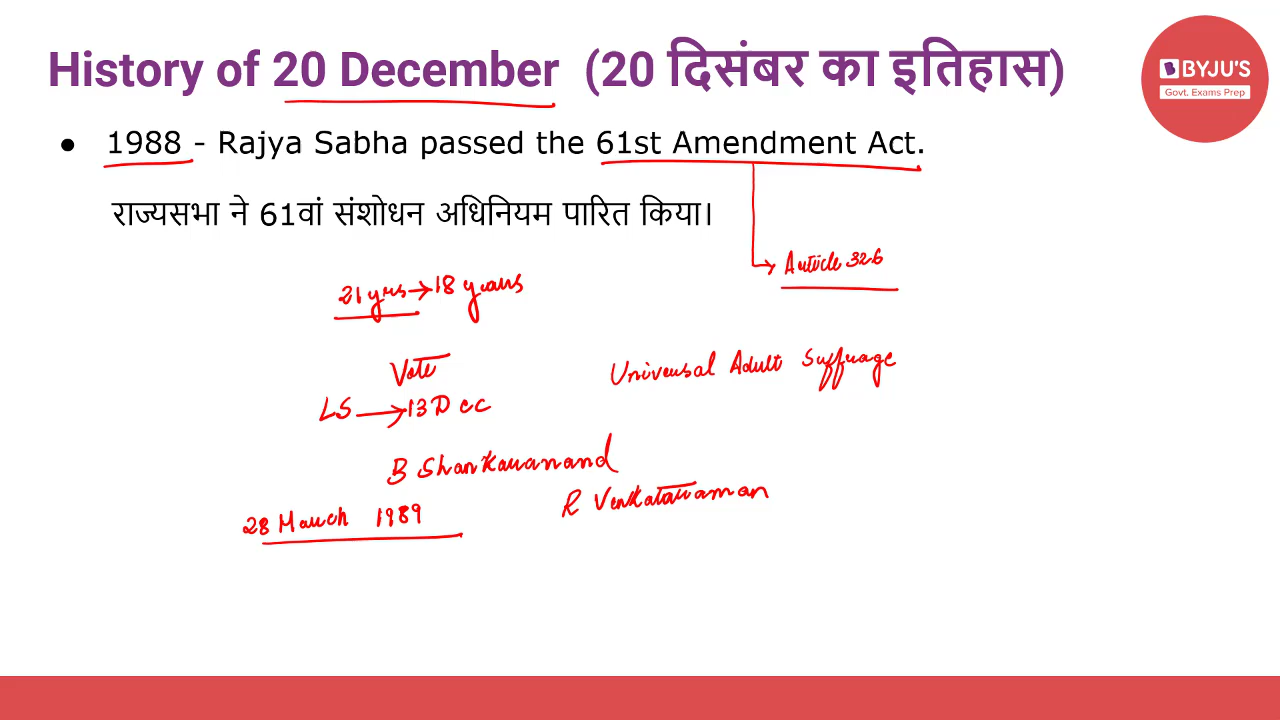 History of 20 December (20 दिसंबर का इतिहास)
BYJU'S
Govt. Exams Prep
● 1988 - Rajya Sabha passed the 61st Amendment Act.
राज्यसभा ने 61वां संशोधन अधिनियम पारित किया।
Article 326
21 yrs → 18 years
Vote
Universal Adult Suffrage
LS → 13 Dec
B Shankaranand
R Venkataraman
28 March 1989